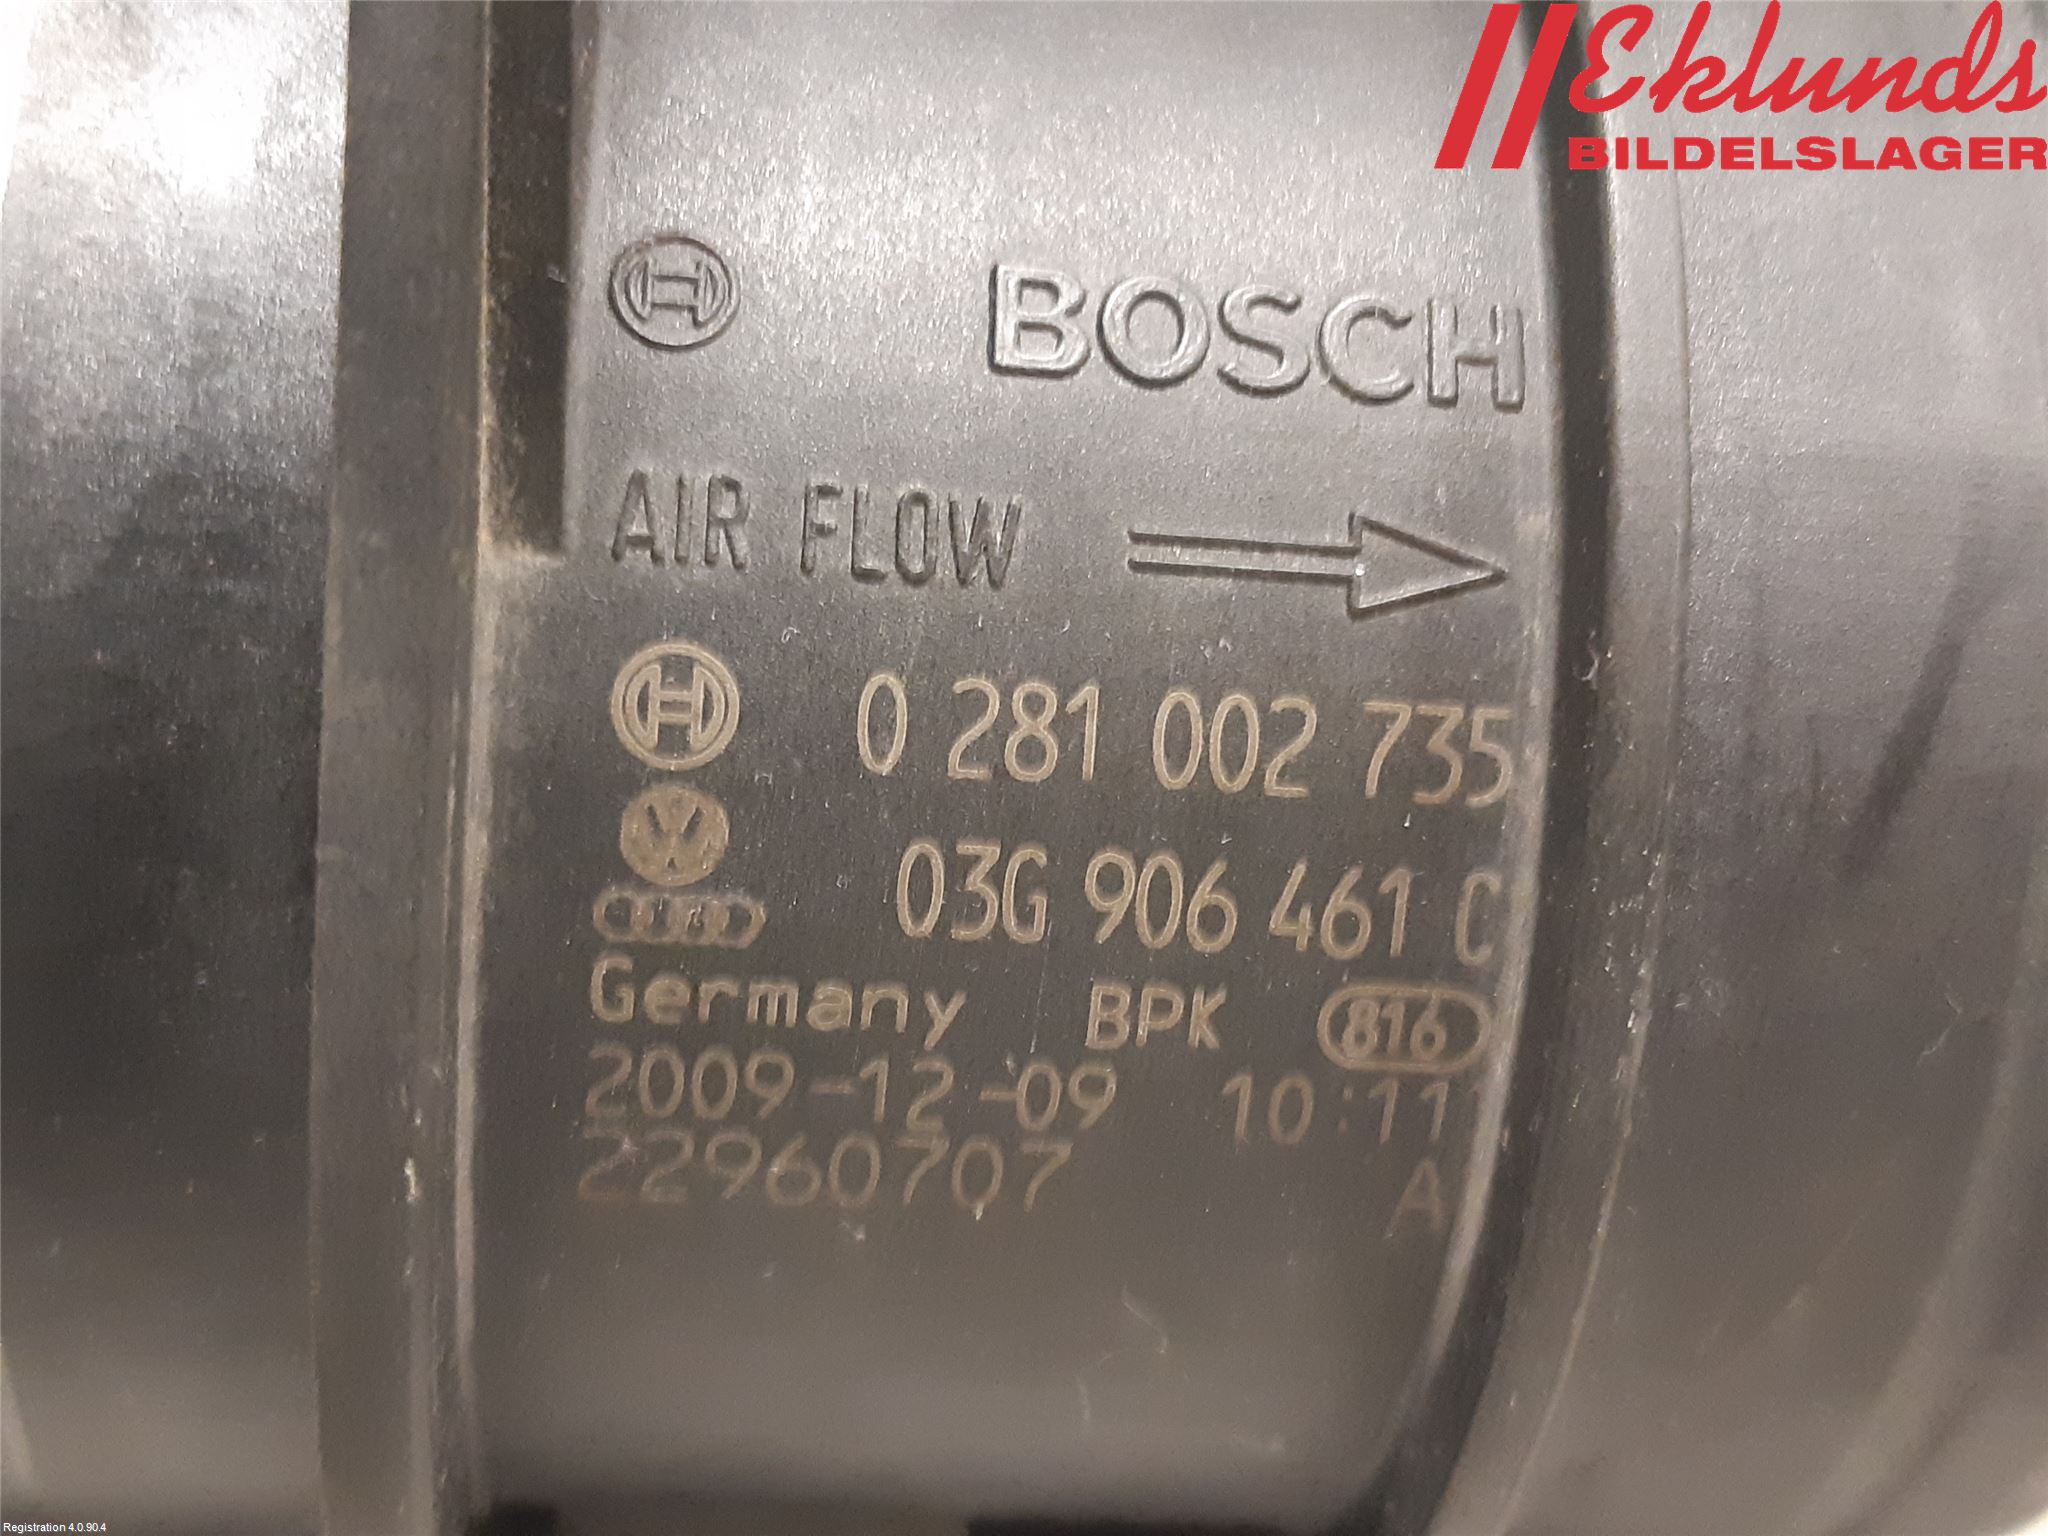 Eklunds
BILDELSLAGER
BOSCH
AIR FLOW
0 281 002 735
03G 906 461 C
Germany BPK 816
2009-12-09 10:11
22960707 A
Registration 4.0.90.4